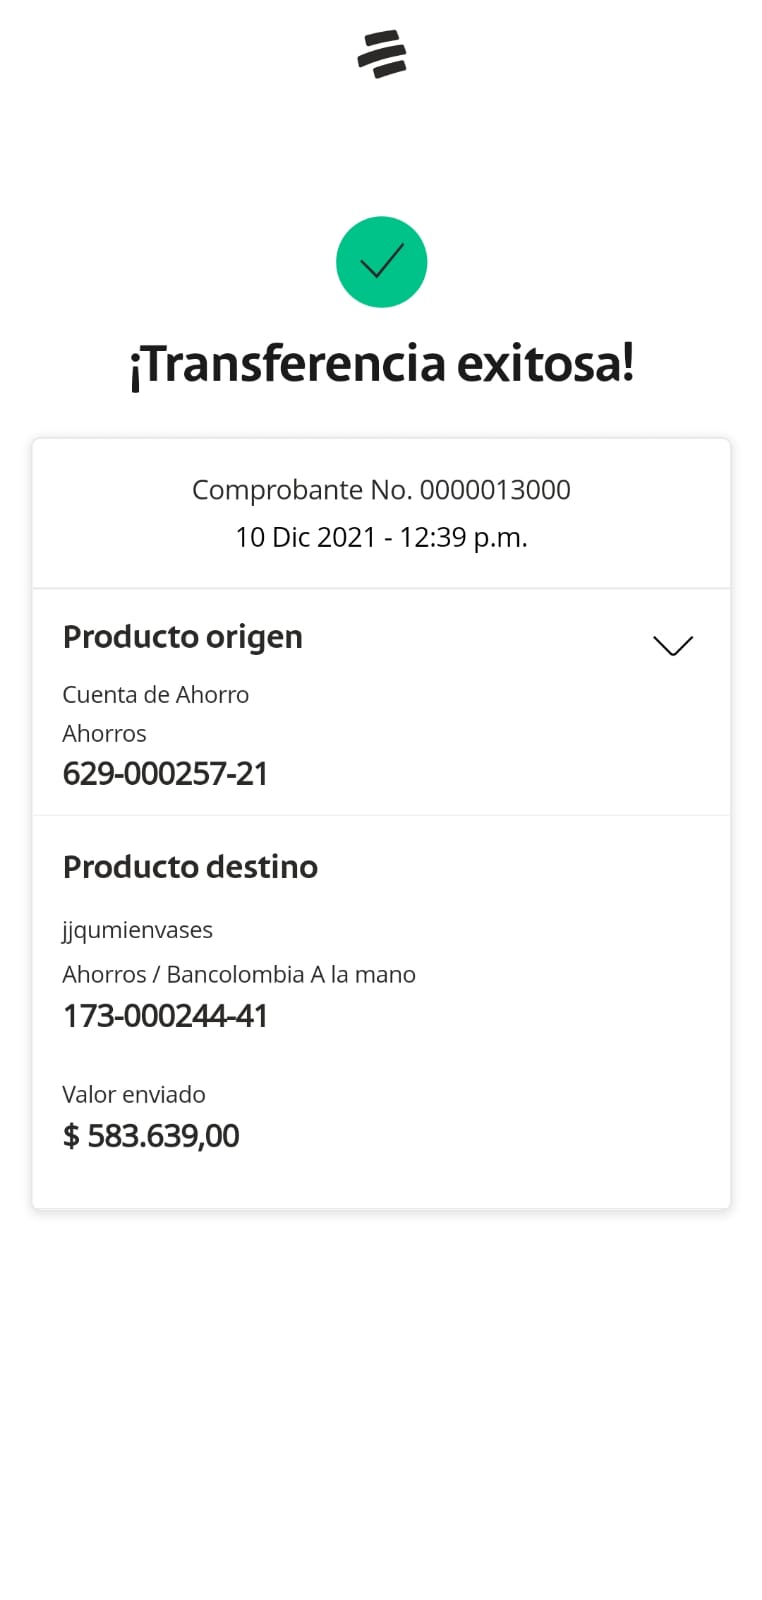 ¡Transferencia exitosa!
Comprobante No. 0000013000
10 Dic 2021 - 12:39 p.m.
Producto origen
Cuenta de Ahorro
Ahorros
629-000257-21
Producto destino
jjqumienvases
Ahorros / Bancolombia A la mano
173-000244-41
Valor enviado
$ 583.639,00